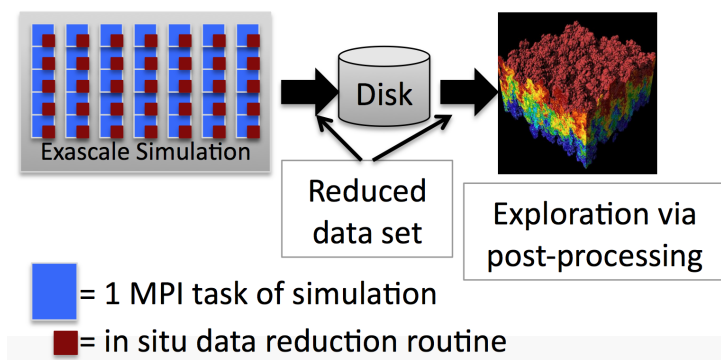 Exascale Simulation
Disk
Reduced
data set
Exploration via
post-processing
= 1 MPI task of simulation
= in situ data reduction routine